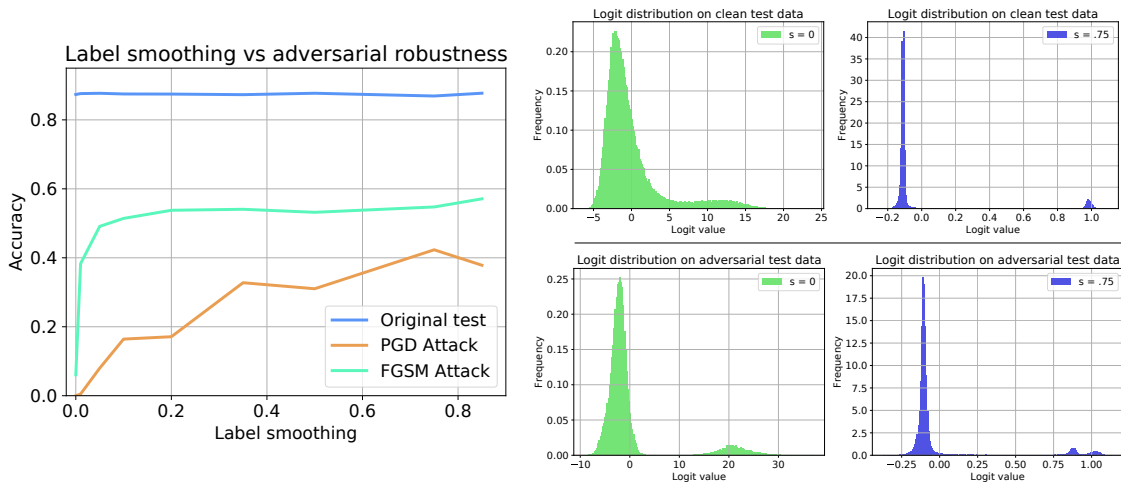 Label smoothing vs adversarial robustness
Accuracy
0.8
0.6
0.4
0.2
0.0
0.0 0.2 0.4 0.6 0.8
Label smoothing
Original test
PGD Attack
FGSM Attack
Logit distribution on clean test data
Frequency
0.20
0.15
0.10
0.05
0.00
−5 0 5 10 15 20 25
Logit value
s = 0
Logit distribution on clean test data
Frequency
40
35
30
25
20
15
10
5
0
−0.2 0.0 0.2 0.4 0.6 0.8 1.0
Logit value
s = .75
Logit distribution on adversarial test data
Frequency
0.25
0.20
0.15
0.10
0.05
0.00
−10 0 10 20 30
Logit value
s = 0
Logit distribution on adversarial test data
Frequency
20.0
17.5
15.0
12.5
10.0
7.5
5.0
2.5
0.0
−0.25 0.00 0.25 0.50 0.75 1.00
Logit value
s = .75